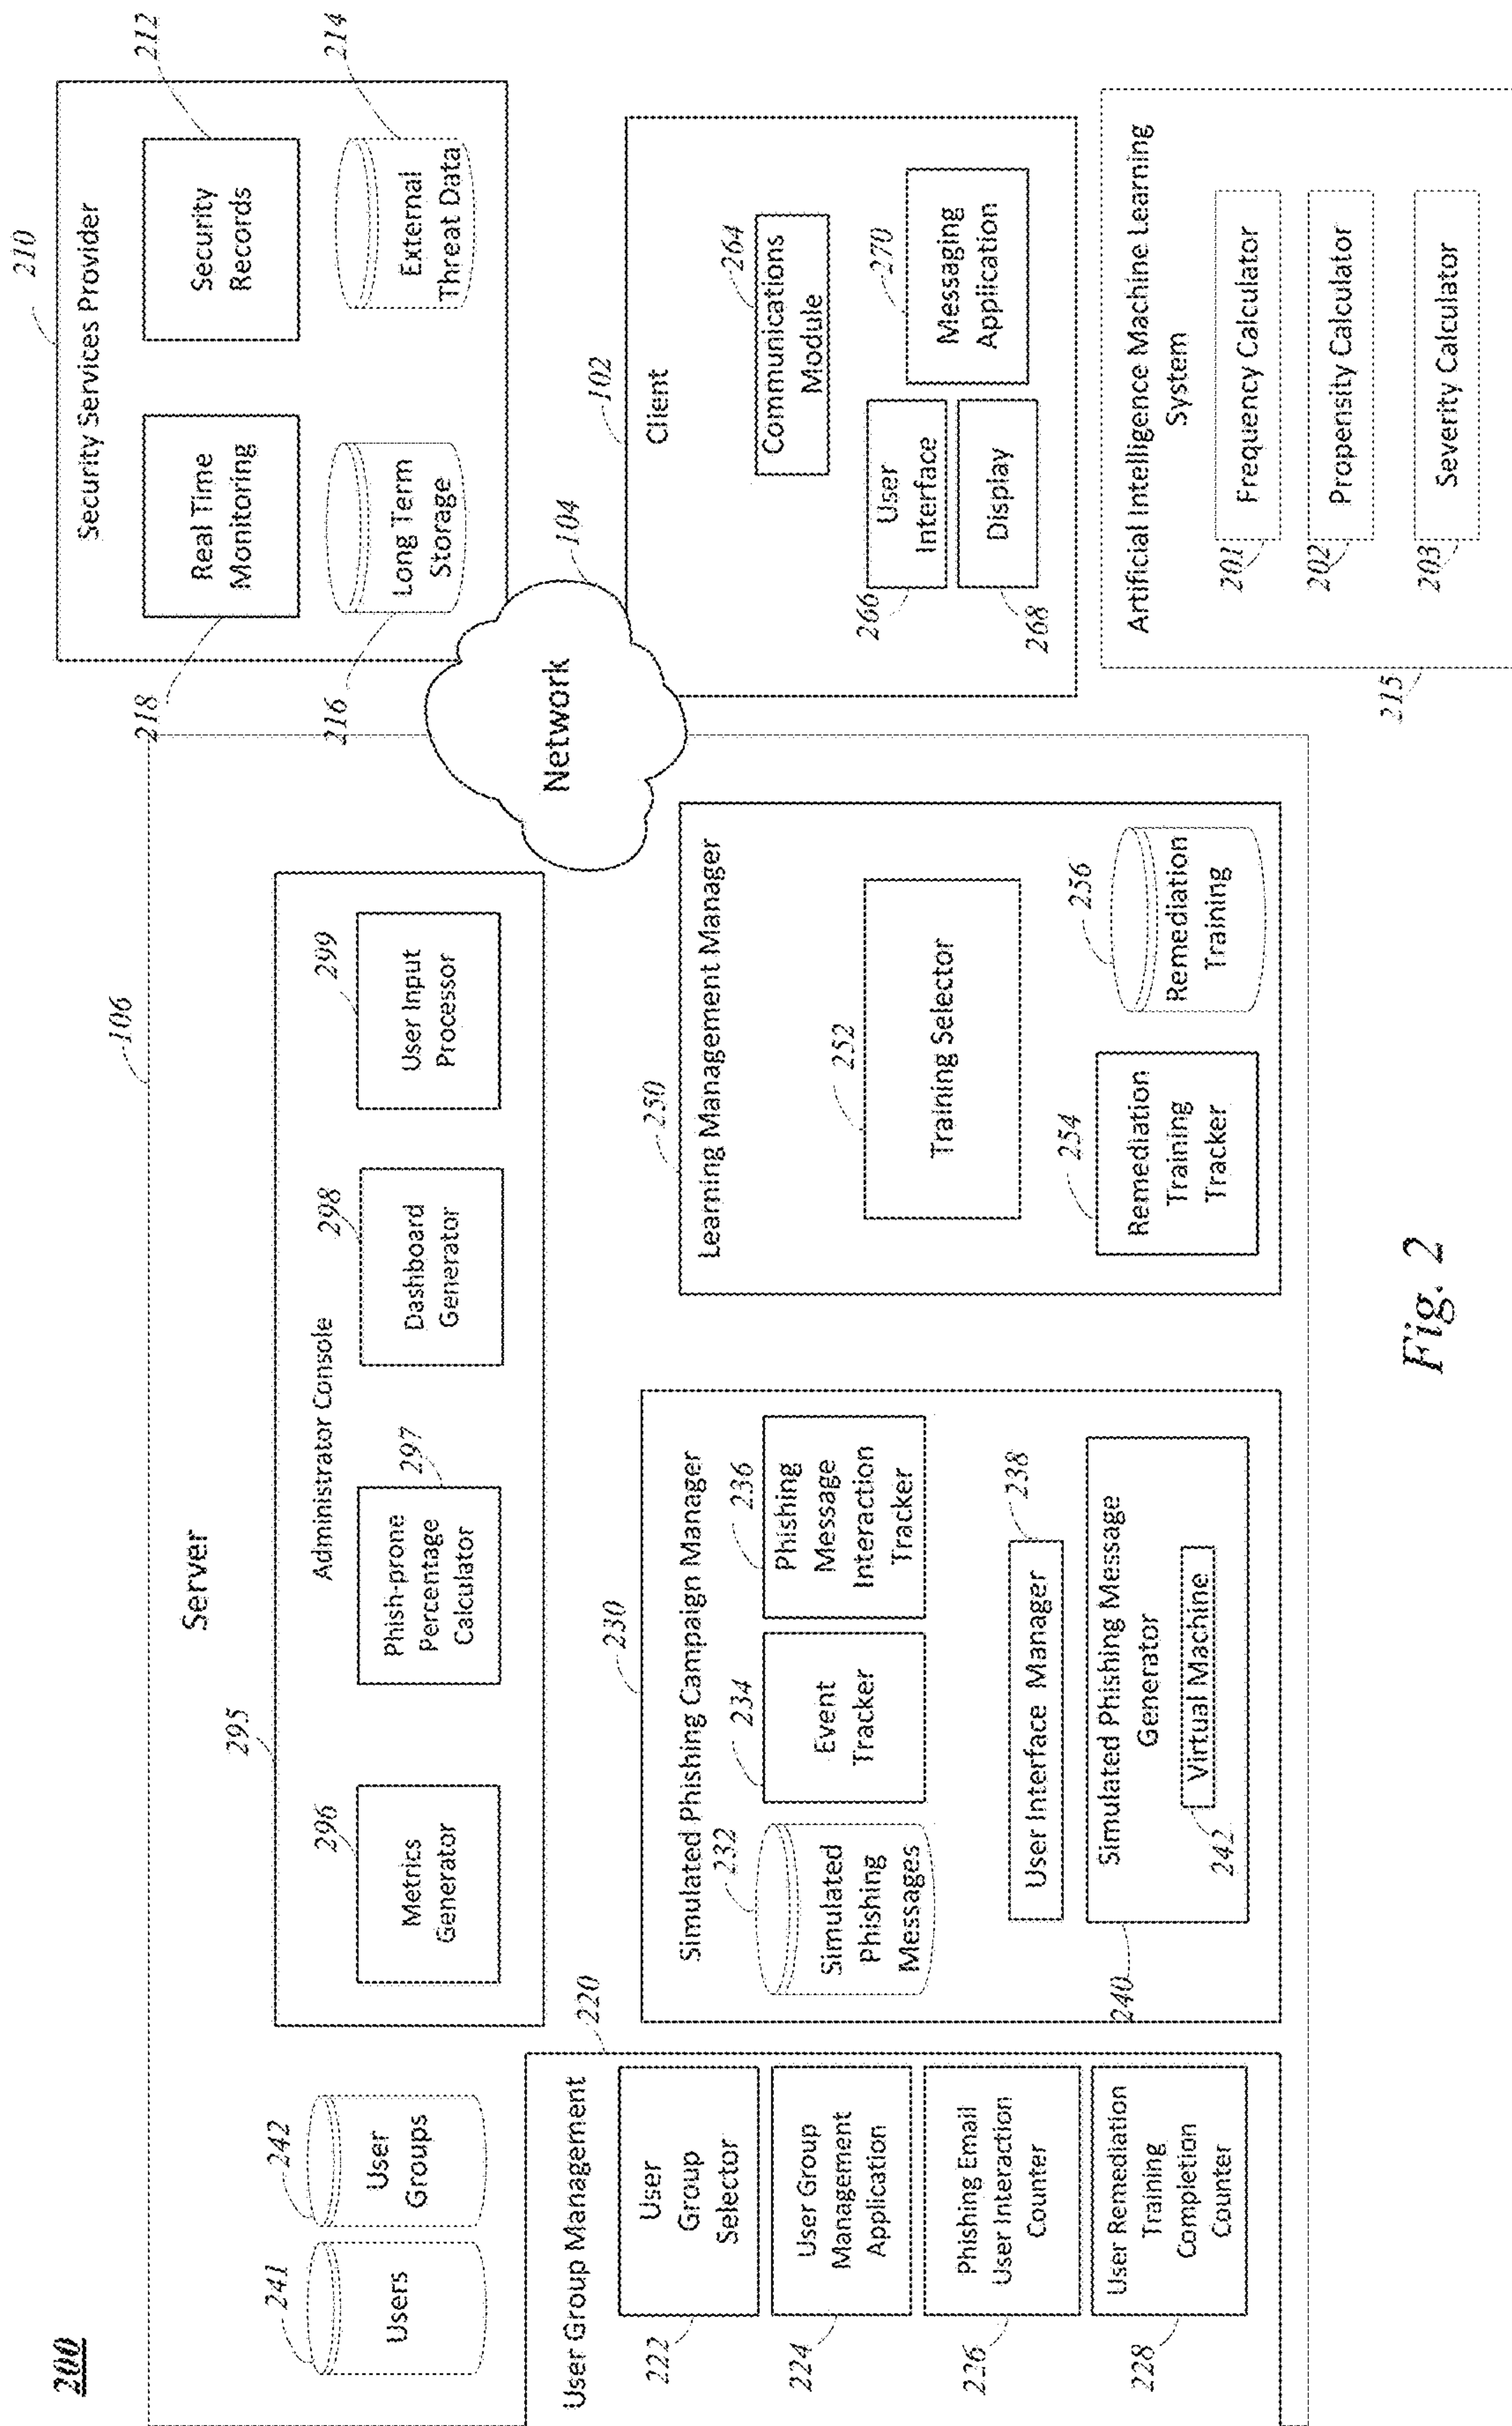 200
Server
106
241
Users
242
User
Groups
295
Administrator Console
296
Metrics
Generator
297
Phish-prone
Percentage
Calculator
298
Dashboard
Generator
299
User Input
Processor
220
User Group Management
222
User
Group
Selector
224
User Group
Management
Application
226
Phishing Email
User Interaction
Counter
228
User Remediation
Training
Completion
Counter
230
Simulated Phishing Campaign Manager
232
Simulated
Phishing
Messages
234
Event
Tracker
236
Phishing
Message
Interaction
Tracker
238
User Interface Manager
240
Simulated Phishing Message
Generator
242
Virtual Machine
250
Learning Management Manager
252
Training Selector
254
Remediation
Training
Tracker
256
Remediation
Training
Network
104
210
Security Services Provider
218
Real Time
Monitoring
212
Security
Records
216
Long Term
Storage
214
External
Threat Data
102
Client
264
Communications
Module
266
User
Interface
268
Display
270
Messaging
Application
215
Artificial Intelligence Machine Learning
System
201
Frequency Calculator
202
Propensity Calculator
203
Severity Calculator
Fig. 2